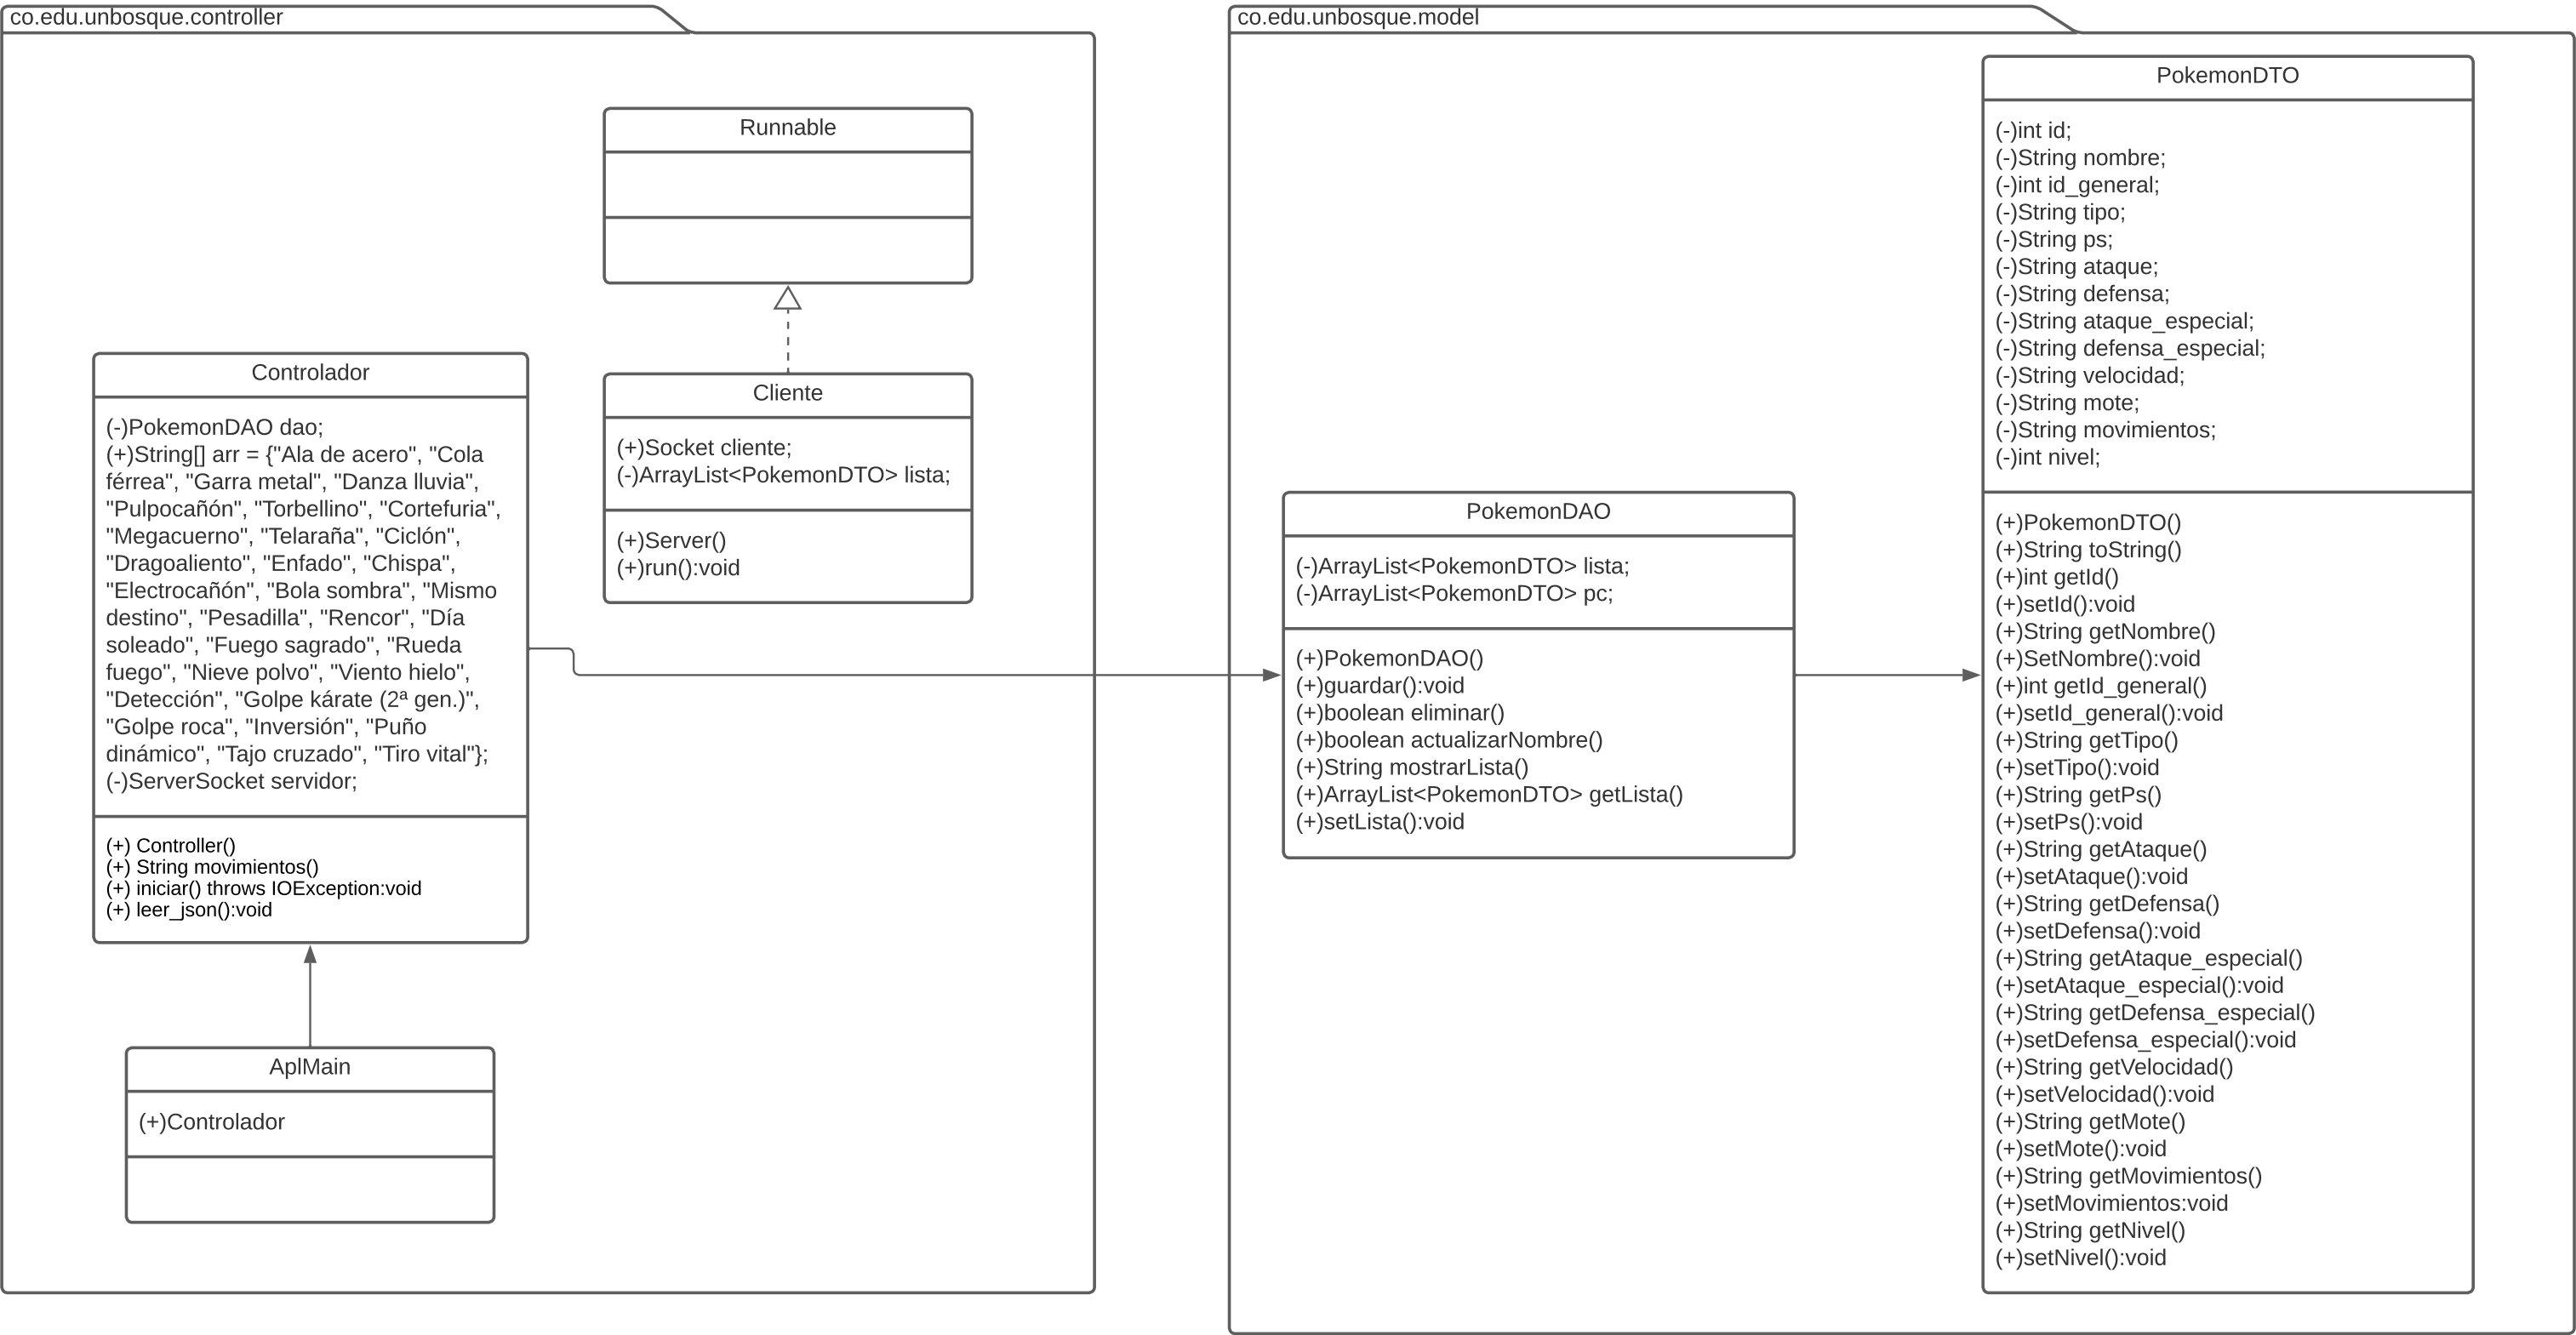 co.edu.unbosque.controller
Runnable
Controlador
(-)PokemonDAO dao;
(+)String[] arr = {"Ala de acero", "Cola
férrea", "Garra metal", "Danza lluvia",
"Pulpocañón", "Torbellino", "Cortefuria",
"Megacuerno", "Telaraña", "Ciclón",
"Dragoaliento", "Enfado", "Chispa",
"Electrocañón", "Bola sombra", "Mismo
destino", "Pesadilla", "Rencor", "Día
soleado", "Fuego sagrado", "Rueda
fuego", "Nieve polvo", "Viento hielo",
"Detección", "Golpe kárate (2ª gen.)",
"Golpe roca", "Inversión", "Puño
dinámico", "Tajo cruzado", "Tiro vital"};
(-)ServerSocket servidor;
(+) Controller()
(+) String movimientos()
(+) iniciar() throws IOException:void
(+) leer_json():void
Cliente
(+)Socket cliente;
(-)ArrayList<PokemonDTO> lista;
(+)Server()
(+)run():void
AplMain
(+)Controlador
co.edu.unbosque.model
PokemonDAO
(-)ArrayList<PokemonDTO> lista;
(-)ArrayList<PokemonDTO> pc;
(+)PokemonDAO()
(+)guardar():void
(+)boolean eliminar()
(+)boolean actualizarNombre()
(+)String mostrarLista()
(+)ArrayList<PokemonDTO> getLista()
(+)setLista():void
PokemonDTO
(-)int id;
(-)String nombre;
(-)int id_general;
(-)String tipo;
(-)String ps;
(-)String ataque;
(-)String defensa;
(-)String ataque_especial;
(-)String defensa_especial;
(-)String velocidad;
(-)String mote;
(-)String movimientos;
(-)int nivel;
(+)PokemonDTO()
(+)String toString()
(+)int getId()
(+)setId():void
(+)String getNombre()
(+)SetNombre():void
(+)int getId_general()
(+)setId_general():void
(+)String getTipo()
(+)setTipo():void
(+)String getPs()
(+)setPs():void
(+)String getAtaque()
(+)setAtaque():void
(+)String getDefensa()
(+)setDefensa():void
(+)String getAtaque_especial()
(+)setAtaque_especial():void
(+)String getDefensa_especial()
(+)setDefensa_especial():void
(+)String getVelocidad()
(+)setVelocidad():void
(+)String getMote()
(+)setMote():void
(+)String getMovimientos()
(+)setMovimientos:void
(+)String getNivel()
(+)setNivel():void